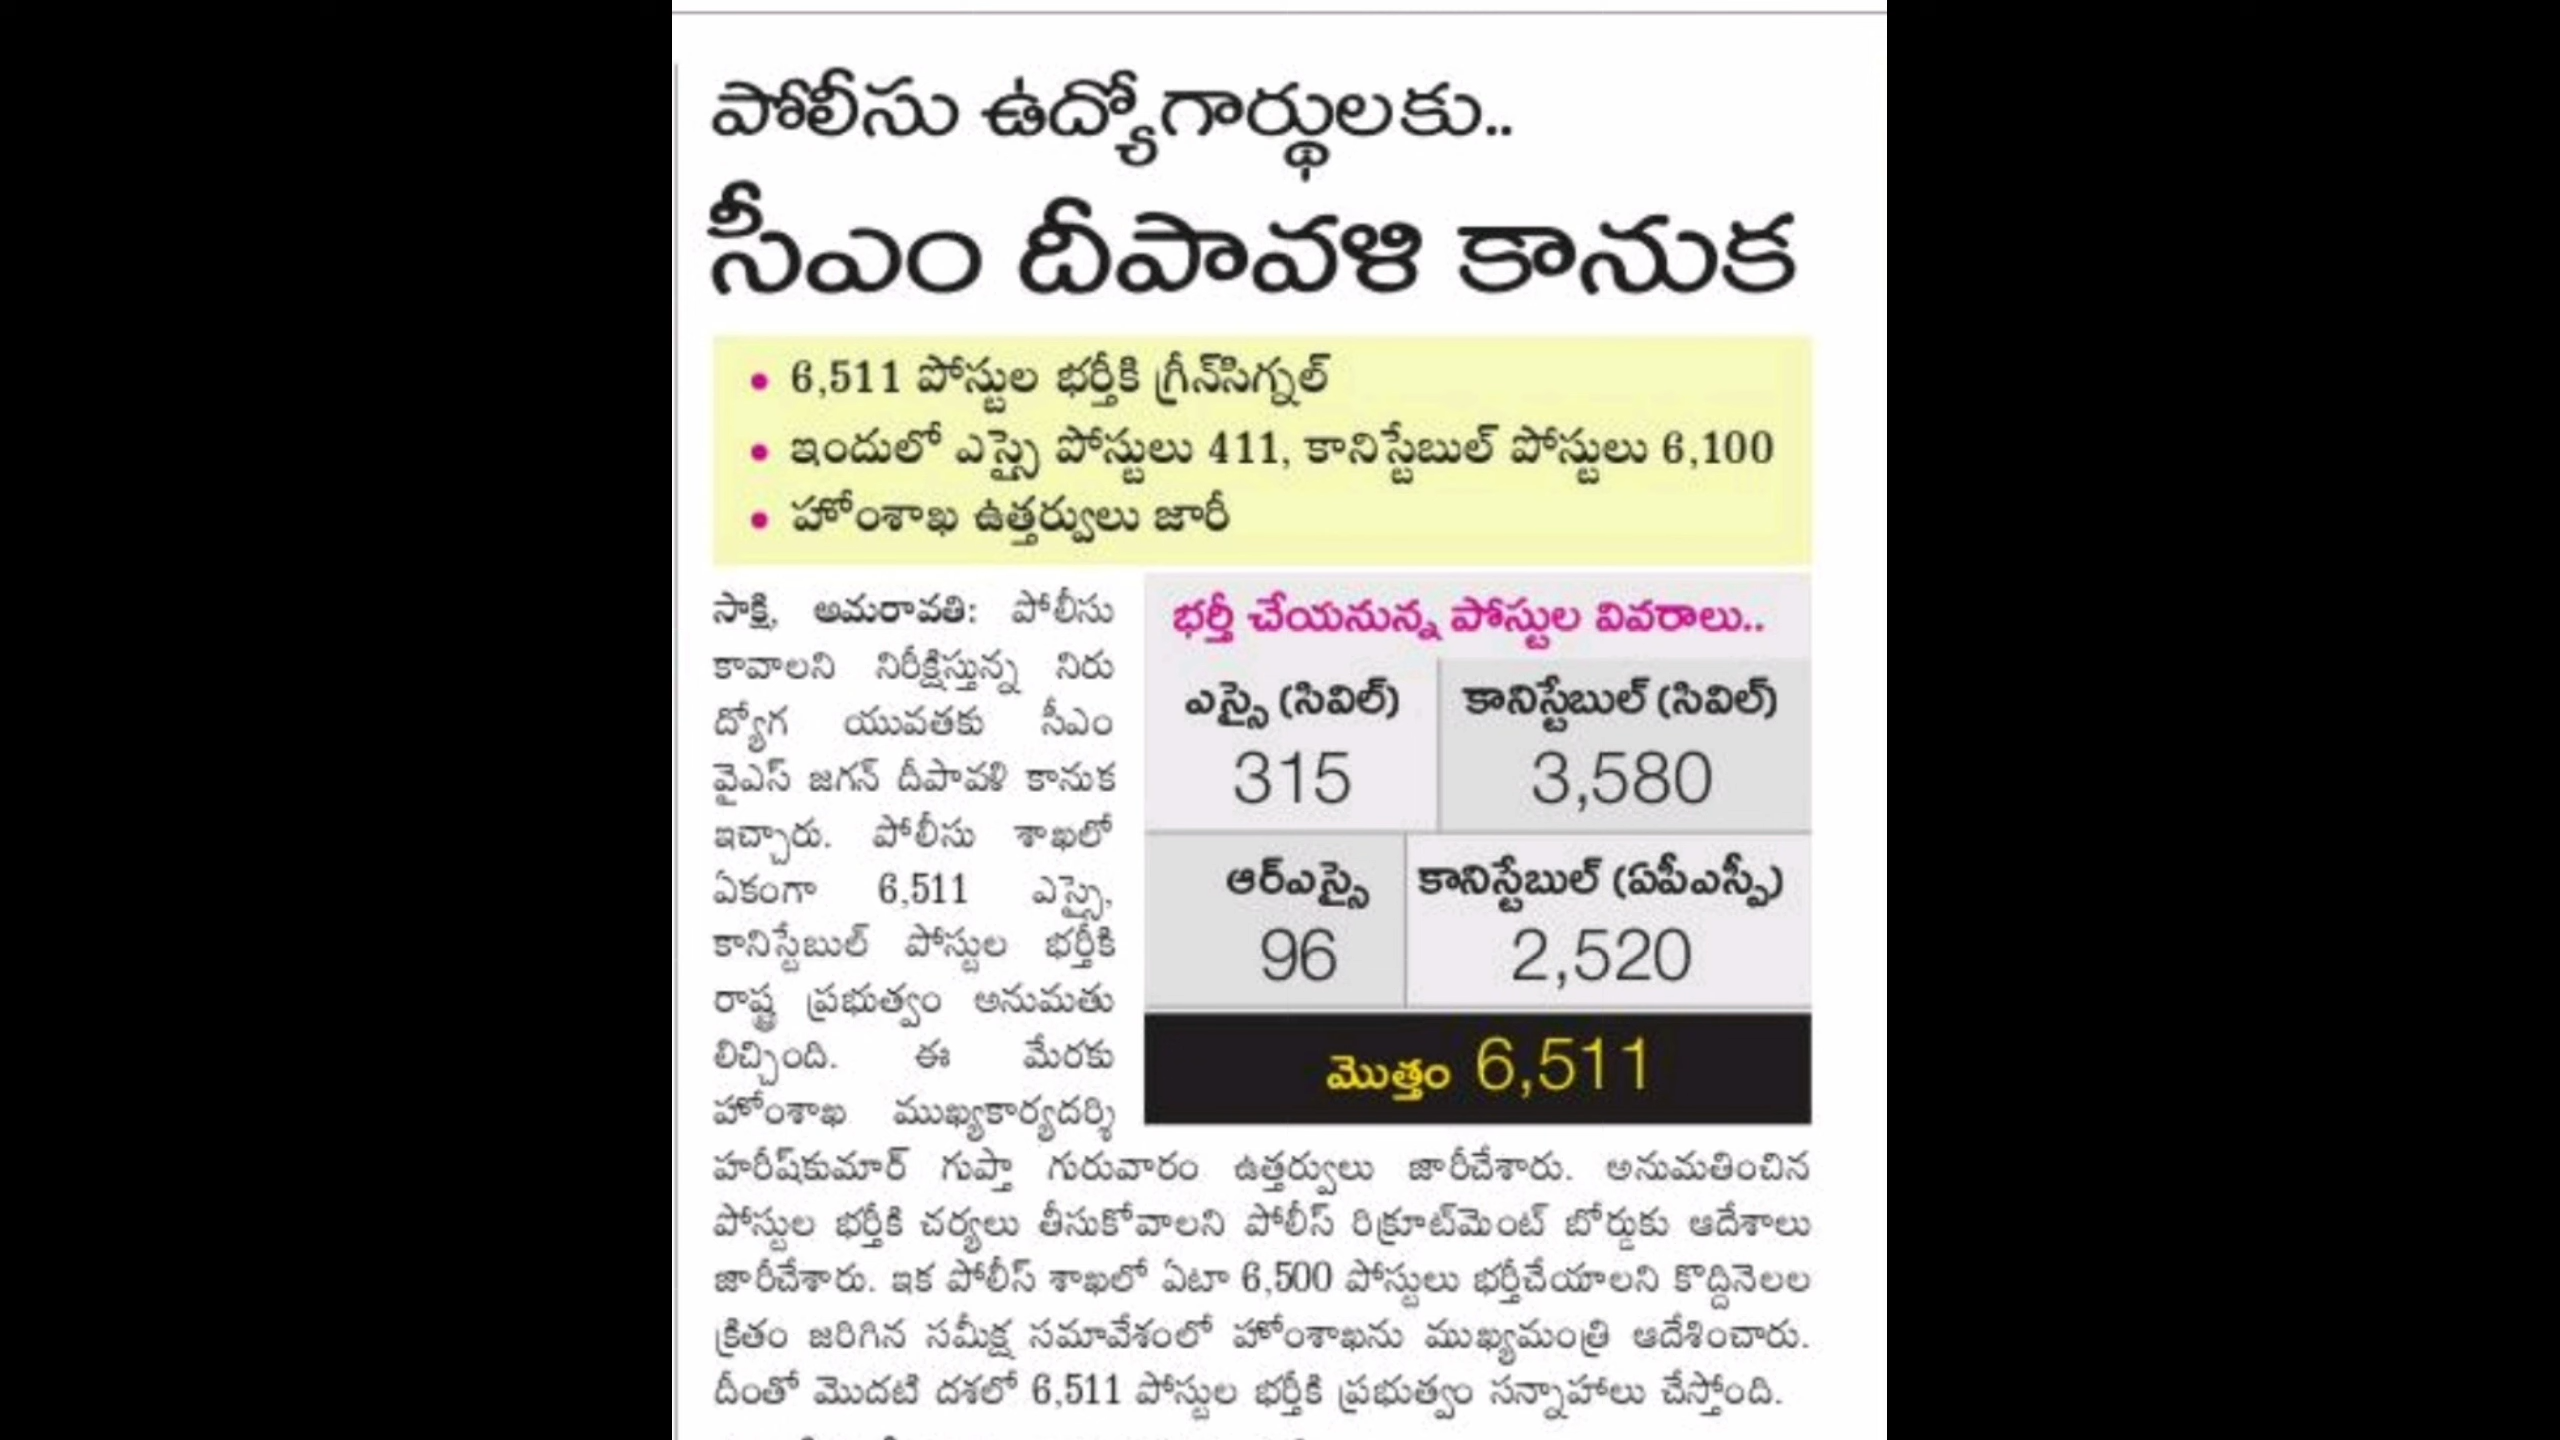 పోలీసు ఉద్యోగార్థులకు..
సీఎం దీపావళి కానుక
• 6,511 పోస్టుల భర్తీకి గ్రీన్‌సిగ్నల్
• ఇందులో ఎస్సై పోస్టులు 411, కానిస్టేబుల్ పోస్టులు 6,100
• హోంశాఖ ఉత్తర్వులు జారీ
సాక్షి, అమరావతి: పోలీసు
కావాలని నిరీక్షిస్తున్న నిరు
ద్యోగ యువతకు సీఎం
వైఎస్ జగన్ దీపావళి కానుక
ఇచ్చారు. పోలీసు శాఖలో
ఏకంగా 6,511 ఎస్సై,
కానిస్టేబుల్ పోస్టుల భర్తీకి
రాష్ట్ర ప్రభుత్వం అనుమతు
లిచ్చింది. ఈ మేరకు
హోంశాఖ ముఖ్యకార్యదర్శి
భర్తీ చేయనున్న పోస్టుల వివరాలు..
ఎస్సై (సివిల్) కానిస్టేబుల్ (సివిల్)
315 3,580
ఆర్ఎస్సై కానిస్టేబుల్ (ఏపీఎస్పీ)
96 2,520
మొత్తం 6,511
హరీష్‌కుమార్ గుప్తా గురువారం ఉత్తర్వులు జారీచేశారు. అనుమతించిన
పోస్టుల భర్తీకి చర్యలు తీసుకోవాలని పోలీస్ రిక్రూట్‌మెంట్ బోర్డుకు ఆదేశాలు
జారీచేశారు. ఇక పోలీస్ శాఖలో ఏటా 6,500 పోస్టులు భర్తీచేయాలని కొద్దినెలల
క్రితం జరిగిన సమీక్ష సమావేశంలో హోంశాఖను ముఖ్యమంత్రి ఆదేశించారు.
దీంతో మొదటి దశలో 6,511 పోస్టుల భర్తీకి ప్రభుత్వం సన్నాహాలు చేస్తోంది.